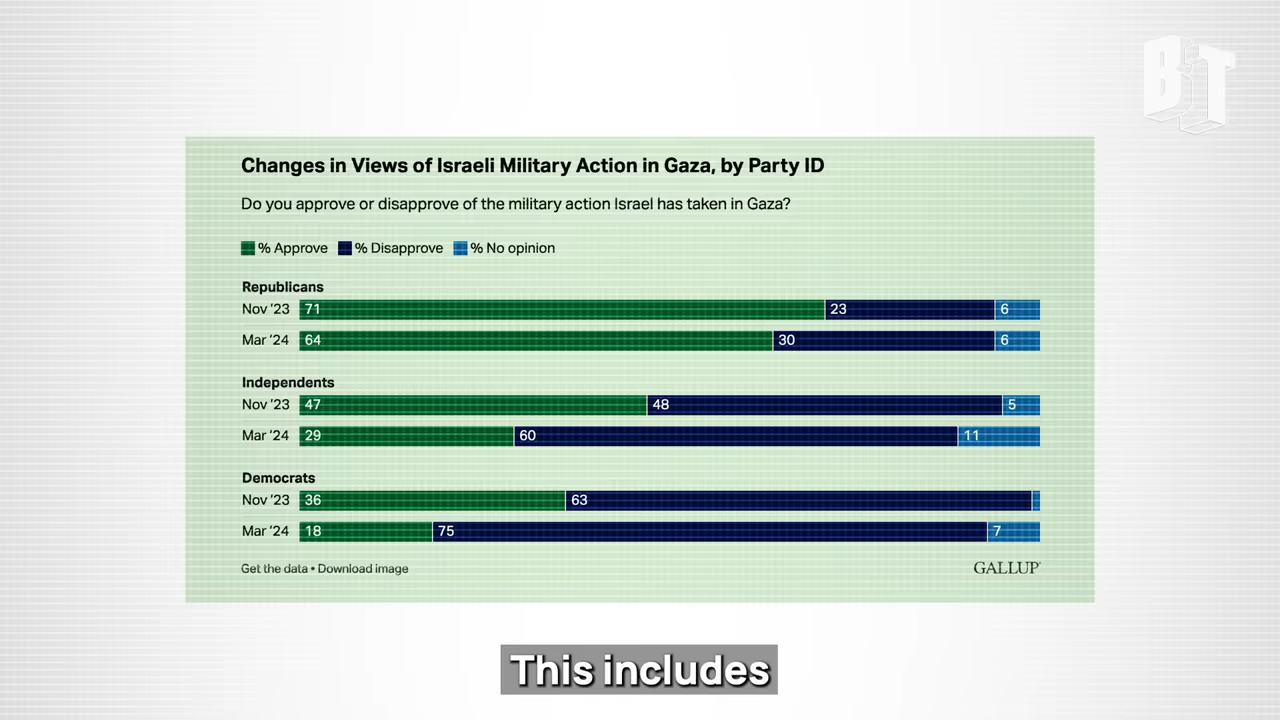 BT
Changes in Views of Israeli Military Action in Gaza, by Party ID
Do you approve or disapprove of the military action Israel has taken in Gaza?
% Approve % Disapprove % No opinion
Republicans
Nov '23 71 23 6
Mar '24 64 30 6
Independents
Nov '23 47 48 5
Mar '24 29 60 11
Democrats
Nov '23 36 63
Mar '24 18 75 7
Get the data • Download image GALLUP
This includes